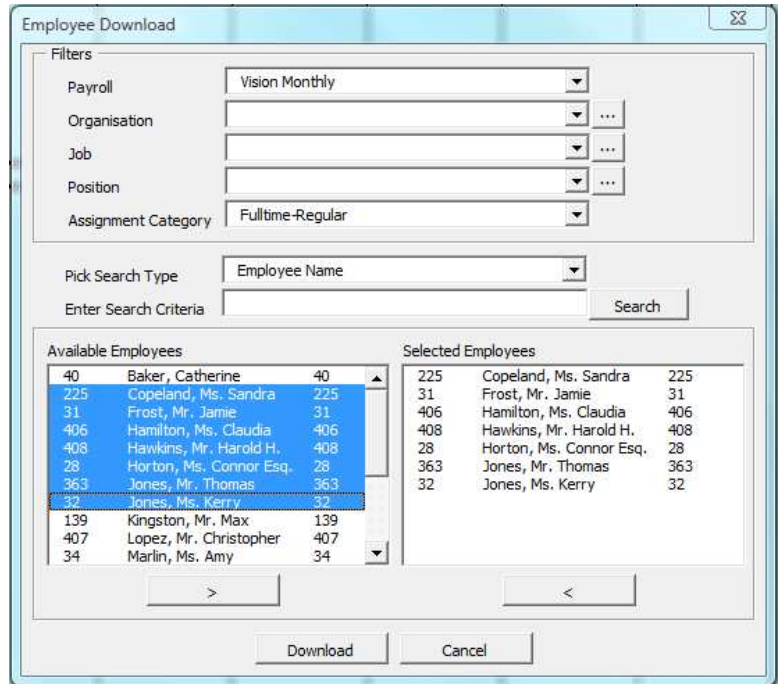 Employee Download
Filters
Payroll Vision Monthly
Organisation ...
Job ...
Position ...
Assignment Category Fulltime-Regular
Pick Search Type Employee Name
Enter Search Criteria Search
Available Employees
40 Baker, Catherine 40
225 Copeland, Ms. Sandra 225
31 Frost, Mr. Jamie 31
406 Hamilton, Ms. Claudia 406
408 Hawkins, Mr. Harold H. 408
28 Horton, Ms. Connor Esq. 28
363 Jones, Mr. Thomas 363
32 Jones, Ms. Kerry 32
139 Kingston, Mr. Max 139
407 Lopez, Mr. Christopher 407
34 Marlin, Ms. Amy 34
>
Selected Employees
225 Copeland, Ms. Sandra 225
31 Frost, Mr. Jamie 31
406 Hamilton, Ms. Claudia 406
408 Hawkins, Mr. Harold H. 408
28 Horton, Ms. Connor Esq. 28
363 Jones, Mr. Thomas 363
32 Jones, Ms. Kerry 32
<
Download Cancel